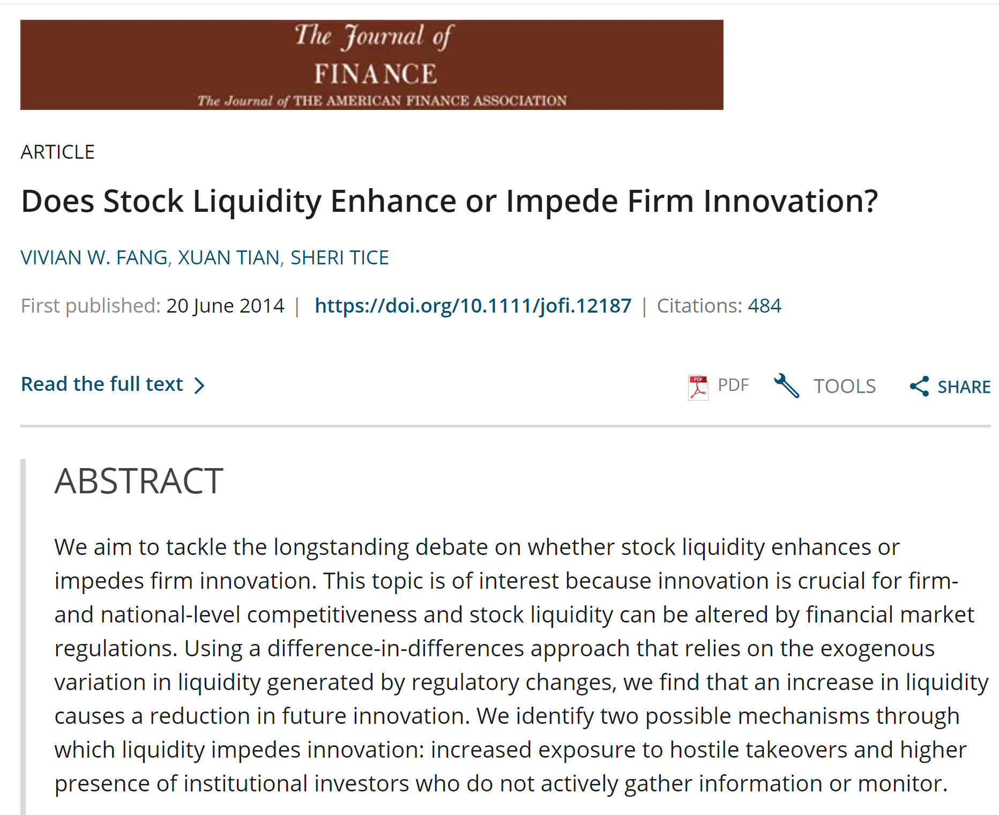 The Journal of
FINANCE
The Journal of THE AMERICAN FINANCE ASSOCIATION
ARTICLE
Does Stock Liquidity Enhance or Impede Firm Innovation?
VIVIAN W. FANG, XUAN TIAN, SHERI TICE
First published: 20 June 2014 | https://doi.org/10.1111/jofi.12187 | Citations: 484
Read the full text > PDF PDF TOOLS SHARE
ABSTRACT
We aim to tackle the longstanding debate on whether stock liquidity enhances or
impedes firm innovation. This topic is of interest because innovation is crucial for firm-
and national-level competitiveness and stock liquidity can be altered by financial market
regulations. Using a difference-in-differences approach that relies on the exogenous
variation in liquidity generated by regulatory changes, we find that an increase in liquidity
causes a reduction in future innovation. We identify two possible mechanisms through
which liquidity impedes innovation: increased exposure to hostile takeovers and higher
presence of institutional investors who do not actively gather information or monitor.